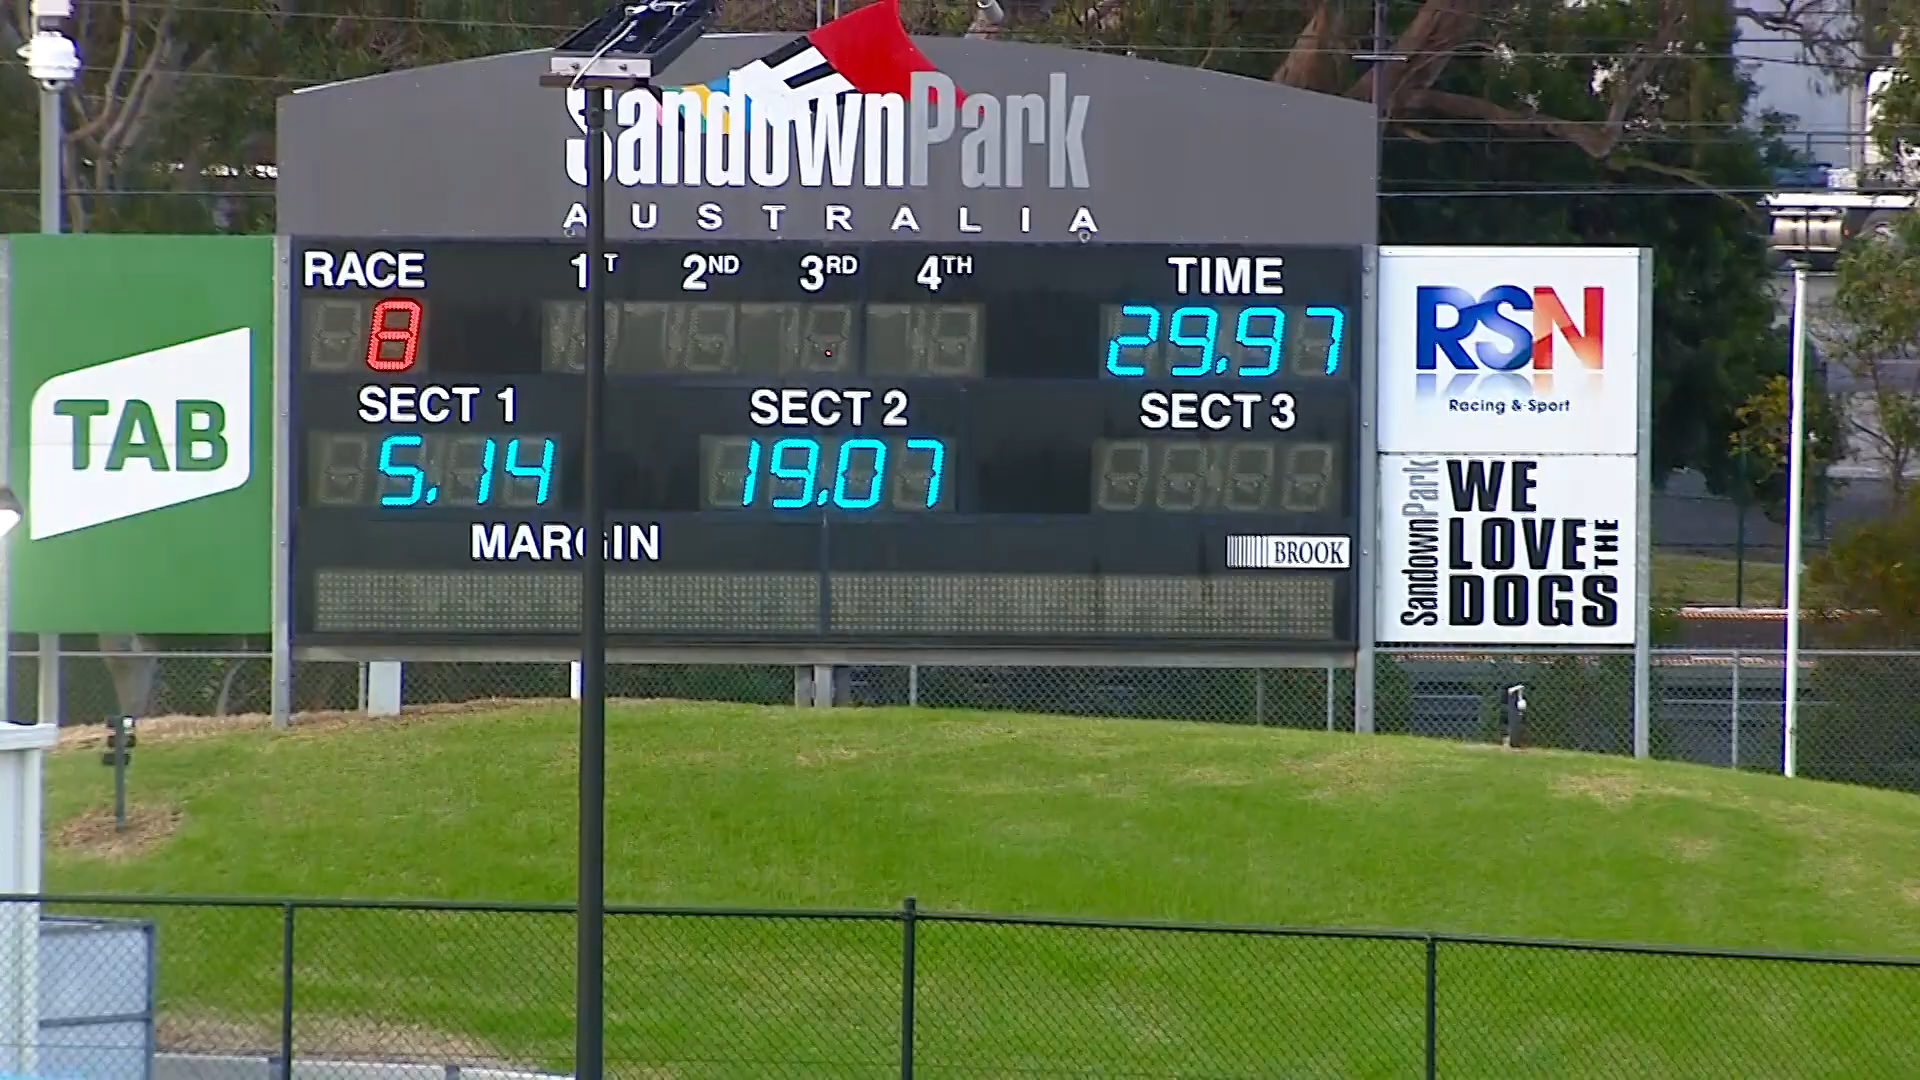 SandownPark
AUSTRALIA
RACE 1ST 2ND 3RD 4TH TIME
8 29.97
SECT 1 SECT 2 SECT 3
5.14 19.07
MARGIN
BROOK
TAB
RSN
Racing & Sport
SandownPark
WE
LOVE THE
DOGS